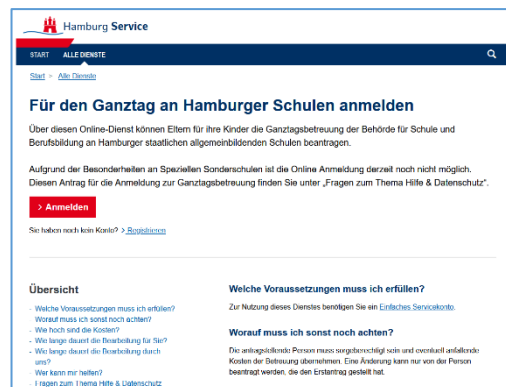 Hamburg Service
START ALLE DIENSTE
Start > Alle Dienste
Für den Ganztag an Hamburger Schulen anmelden
Über diesen Online-Dienst können Eltern für ihre Kinder die Ganztagsbetreuung der Behörde für Schule und
Berufsbildung an Hamburger staatlichen allgemeinbildenden Schulen beantragen.
Aufgrund der Besonderheiten an Speziellen Sonderschulen ist die Online Anmeldung derzeit noch nicht möglich.
Diesen Antrag für die Anmeldung zur Ganztagsbetreuung finden Sie unter „Fragen zum Thema Hilfe & Datenschutz“.
> Anmelden
Sie haben noch kein Konto? > Registrieren
Übersicht
- Welche Voraussetzungen muss ich erfüllen?
Worauf muss ich sonst noch achten?
- Wie hoch sind die Kosten?
- Wie lange dauert die Bearbeitung für Sie?
- Wie lange dauert die Bearbeitung durch
uns?
- Wer kann mir helfen?
- Fragen zum Thema Hilfe & Datenschutz
Welche Voraussetzungen muss ich erfüllen?
Zur Nutzung dieses Dienstes benötigen Sie ein Einfaches Servicekonto.
Worauf muss ich sonst noch achten?
Die antragstellende Person muss sorgeberechtigt sein und eventuell anfallende
Kosten der Betreuung übernehmen. Eine Änderung kann nur von der Person
beantragt werden, die den Erstantrag gestellt hat.